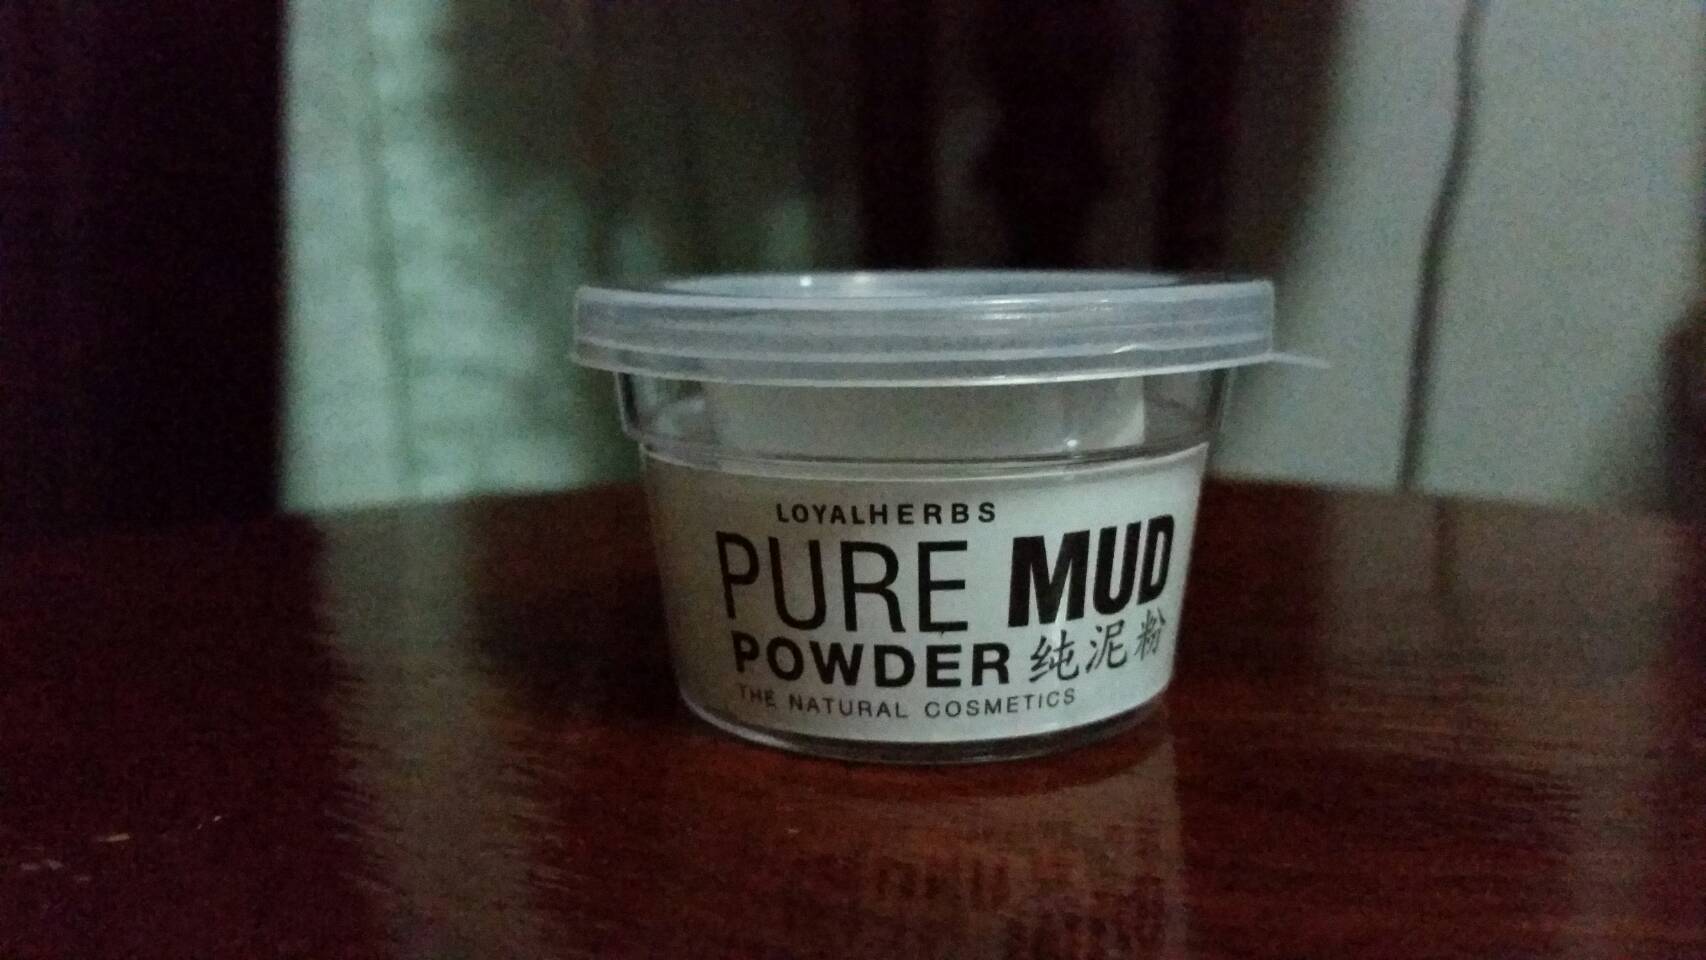 LOYALHERBS
PURE MUD
POWDER 纯泥粉
THE NATURAL COSMETICS